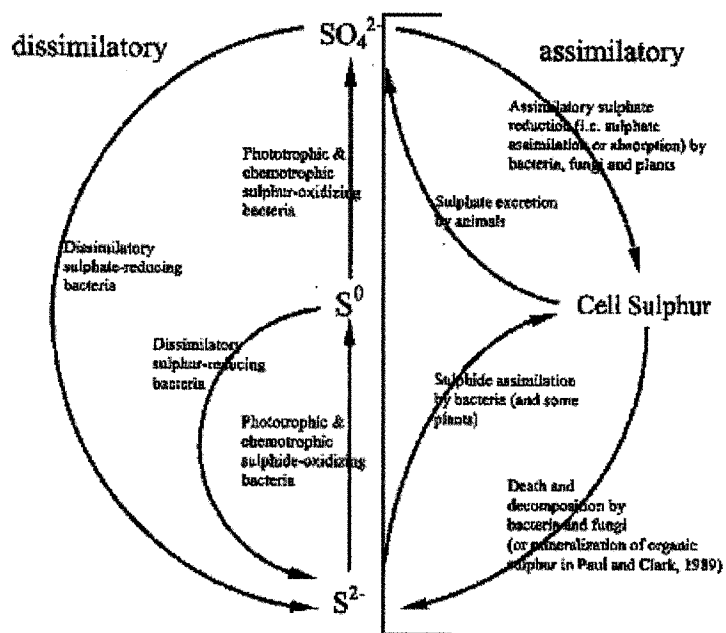 dissimilatory
SO₄²⁻
assimilatory
Assimilatory sulphate
reduction (i.e. sulphate
assimilation or absorption) by
bacteria, fungi and plants
Phototrophic &
chemotrophic
sulphur-oxidizing
bacteria
Sulphate excretion
by animals
Dissimilatory
sulphate-reducing
bacteria
S⁰
Cell Sulphur
Dissimilatory
sulphur-reducing
bacteria
Sulphide assimilation
by bacteria (and some
plants)
Phototrophic &
chemotrophic
sulphide-oxidizing
bacteria
Death and
decomposition by
bacteria and fungi
(or mineralization of organic
sulphur in Paul and Clark, 1989)
S²⁻